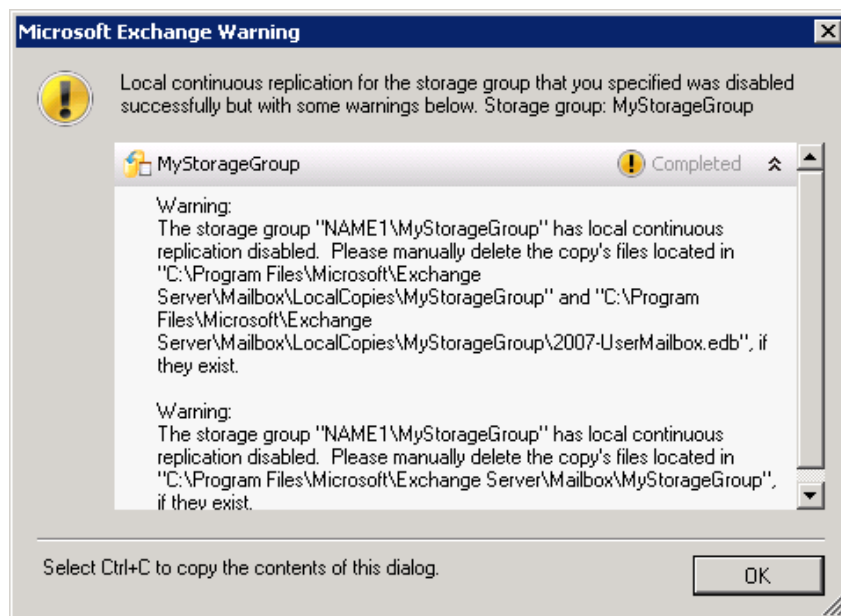 Microsoft Exchange Warning
Local continuous replication for the storage group that you specified was disabled
successfully but with some warnings below. Storage group: MyStorageGroup
MyStorageGroup Completed
Warning:
The storage group "NAME1\MyStorageGroup" has local continuous
replication disabled.  Please manually delete the copy's files located in
"C:\Program Files\Microsoft\Exchange
Server\Mailbox\LocalCopies\MyStorageGroup" and "C:\Program
Files\Microsoft\Exchange
Server\Mailbox\LocalCopies\MyStorageGroup\2007-UserMailbox.edb", if
they exist.
Warning:
The storage group "NAME1\MyStorageGroup" has local continuous
replication disabled.  Please manually delete the copy's files located in
"C:\Program Files\Microsoft\Exchange Server\Mailbox\MyStorageGroup",
if they exist.
Select Ctrl+C to copy the contents of this dialog.
OK